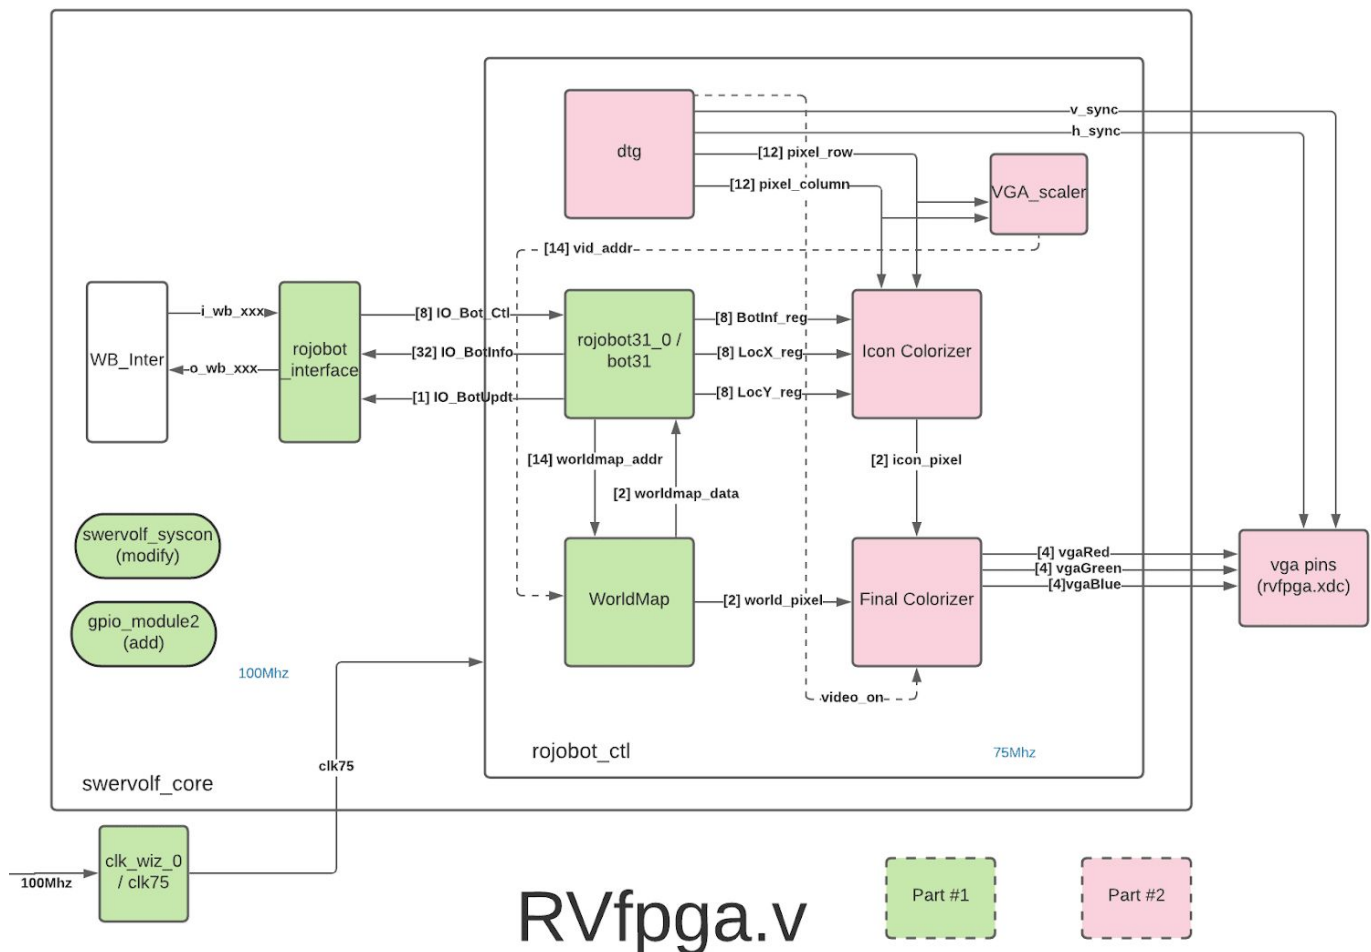 v_sync
h_sync
dtg
[12] pixel_row
[12] pixel_column
VGA_scaler
[14] vid_addr
i_wb_xxx
WB_Inter
o_wb_xxx
rojobot
_interface
[8] IO_Bot_Ctl
[32] IO_BotInfo
[1] IO_BotUpdt
rojobot31_0 /
bot31
[8] BotInf_reg
[8] LocX_reg
[8] LocY_reg
Icon Colorizer
[14] worldmap_addr
[2] worldmap_data
[2] icon_pixel
swervolf_syscon
(modify)
gpio_module2
(add)
100Mhz
WorldMap
[2] world_pixel
Final Colorizer
[4] vgaRed
[4] vgaGreen
[4]vgaBlue
vga pins
(rvfpga.xdc)
video_on
rojobot_ctl
75Mhz
clk75
swervolf_core
100Mhz
clk_wiz_0
/ clk75
RVfpga.v
Part #1
Part #2